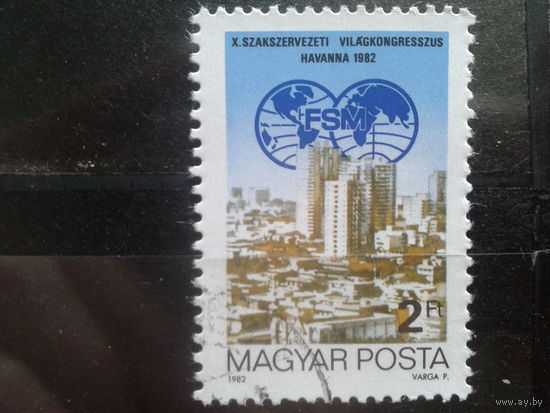 X. SZAKSZERVEZETI VILÁGKONGRESSZUS
HAVANNA 1982
FSM
2 Ft
MAGYAR POSTA
1982 VARGA P.
www.ay.by